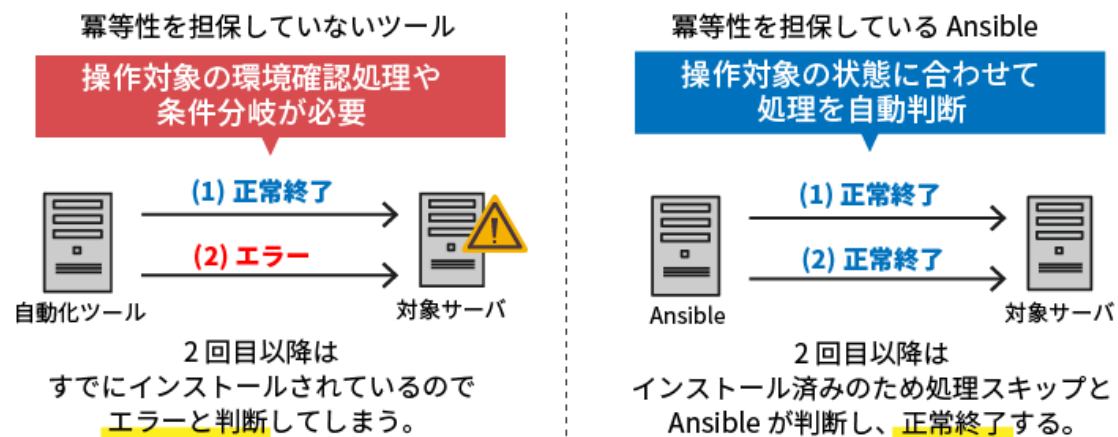 冪等性を担保していないツール
操作対象の環境確認処理や
条件分岐が必要
(1) 正常終了
(2) エラー
自動化ツール
対象サーバ
2 回目以降は
すでにインストールされているので
エラーと判断してしまう。
冪等性を担保している Ansible
操作対象の状態に合わせて
処理を自動判断
(1) 正常終了
(2) 正常終了
Ansible
対象サーバ
2 回目以降は
インストール済みのため処理スキップと
Ansible が判断し、正常終了する。